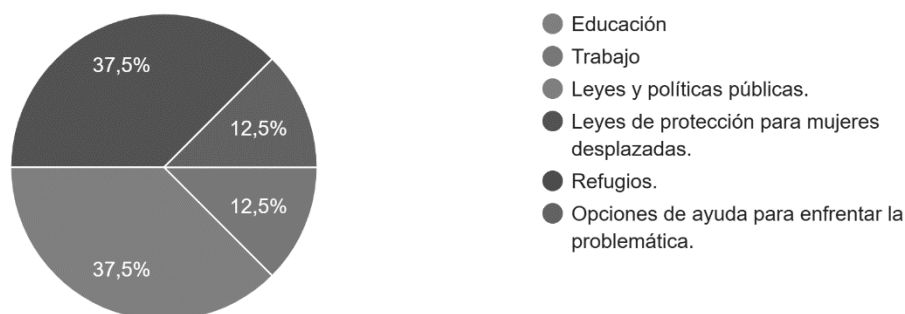 37,5%
12,5%
12,5%
37,5%
Educación
Trabajo
Leyes y políticas públicas.
Leyes de protección para mujeres
desplazadas.
Refugios.
Opciones de ayuda para enfrentar la
problemática.